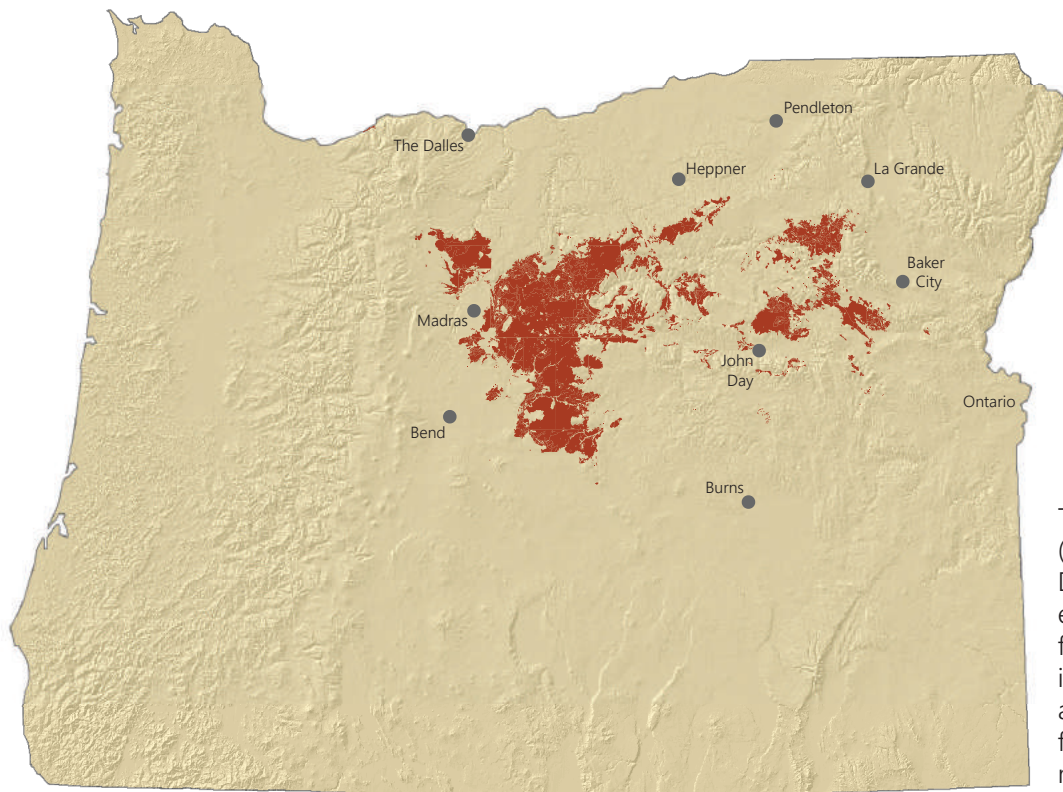 Pendleton
The Dalles
Heppner
La Grande
Baker
City
Madras
John
Day
Ontario
Bend
Burns